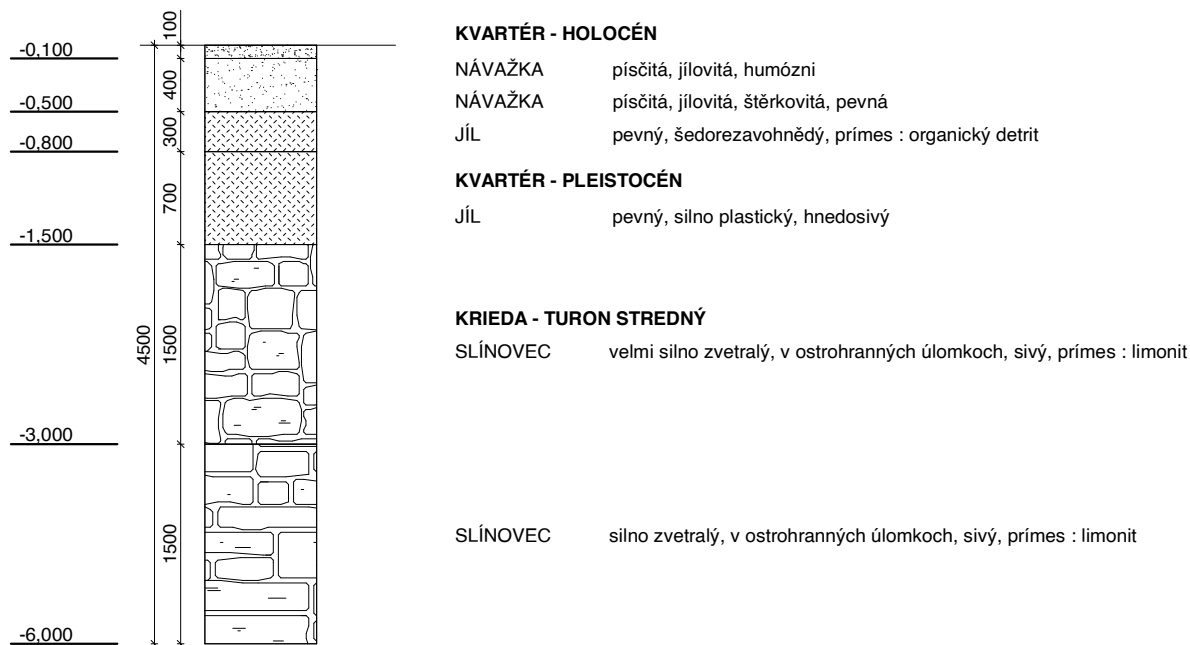 -0,100
-0,500
-0.800
-1,500
-3,000
-6,000
4500
100
400
300
700
1500
1500
KVARTÉR - HOLOCÉN
NÁVAŽKA písčitá, jílovitá, humózni
NÁVAŽKA písčitá, jílovitá, štěrkovitá, pevná
JÍL pevný, šedorezavohnědý, prímes : organický detrit
KVARTÉR - PLEISTOCÉN
JÍL pevný, silno plastický, hnedosivý
KRIEDA - TURON STREDNÝ
SLÍNOVEC velmi silno zvetralý, v ostrohranných úlomkoch, sivý, prímes : limonit
SLÍNOVEC silno zvetralý, v ostrohranných úlomkoch, sivý, prímes : limonit